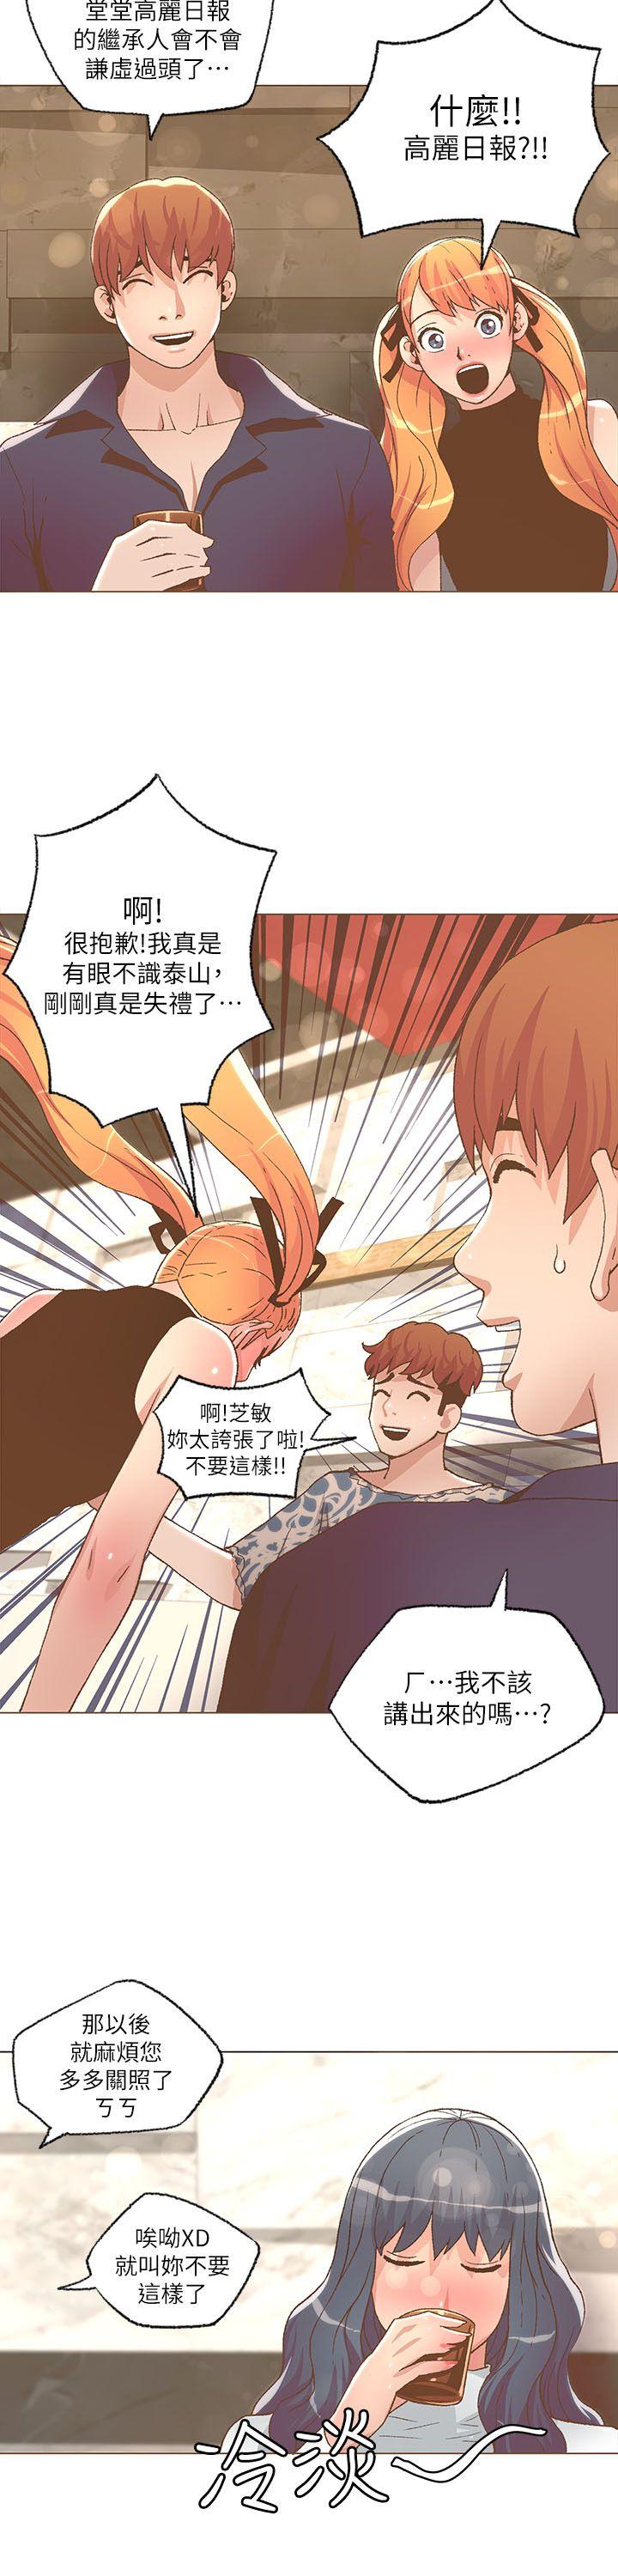 堂堂高麗日報
的繼承人會不會
謙虛過頭了…
什麼!!
高麗日報?!!
啊!
很抱歉!我真是
有眼不識泰山,
剛剛真是失禮了…
啊!芝敏
妳太誇張了啦!
不要這樣!!
ㄏ…我不該
講出來的嗎…?
那以後
就麻煩您
多多關照了
ㄎㄎ
唉呦XD
就叫妳不要
這樣了
冷淡~